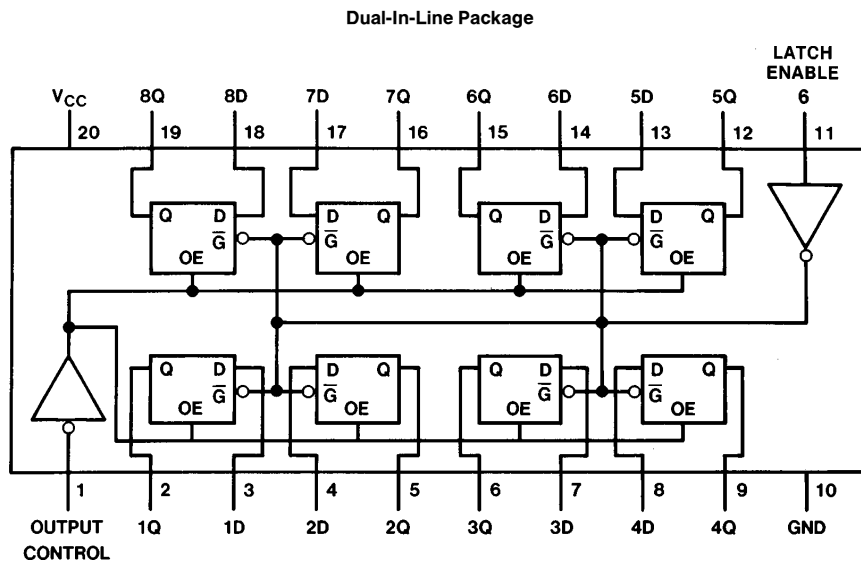 Dual-In-Line Package
LATCH
ENABLE
VCC 8Q 8D 7D 7Q 6Q 6D 5D 5Q 6
20 19 18 17 16 15 14 13 12 11
Q D D Q Q D D Q
G G G G
OE OE OE OE
Q D D Q Q D D Q
G G G G
OE OE OE OE
1 2 3 4 5 6 7 8 9 10
OUTPUT 1Q 1D 2D 2Q 3Q 3D 4D 4Q GND
CONTROL